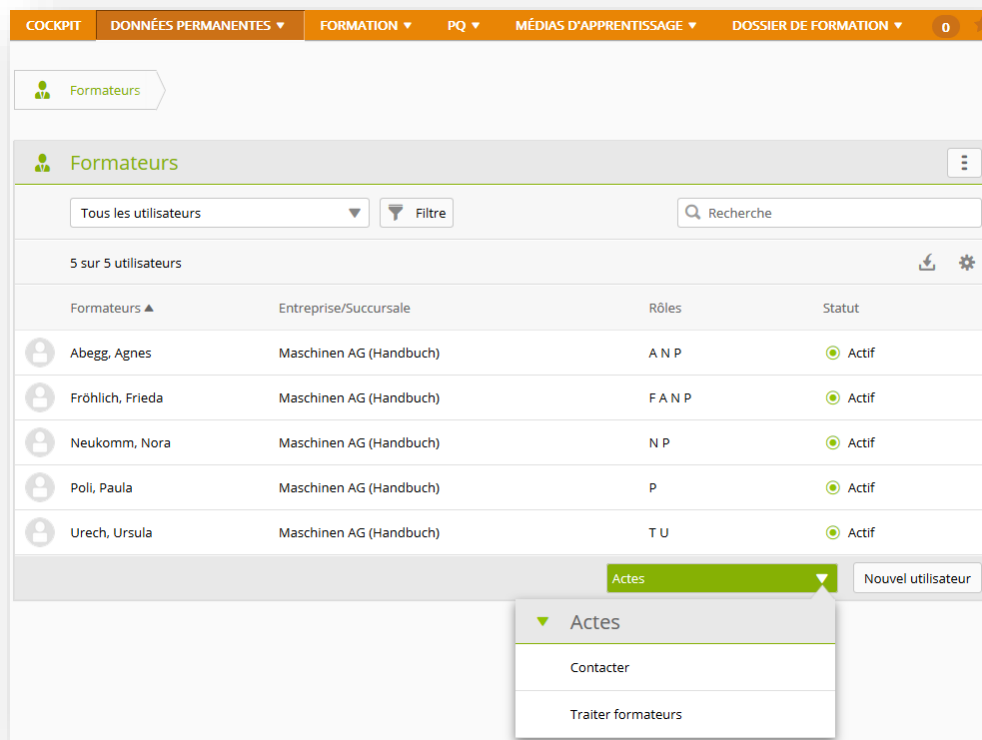 COCKPIT DONNÉES PERMANENTES FORMATION PQ MÉDIAS D'APPRENTISSAGE DOSSIER DE FORMATION 0
Formateurs
Formateurs
Tous les utilisateurs Filtre Recherche
5 sur 5 utilisateurs
Formateurs Entreprise/Succursale Rôles Statut
Abegg, Agnes Maschinen AG (Handbuch) A N P Actif
Fröhlich, Frieda Maschinen AG (Handbuch) F A N P Actif
Neukomm, Nora Maschinen AG (Handbuch) N P Actif
Poli, Paula Maschinen AG (Handbuch) P Actif
Urech, Ursula Maschinen AG (Handbuch) T U Actif
Actes Nouvel utilisateur
Actes
Contacter
Traiter formateurs